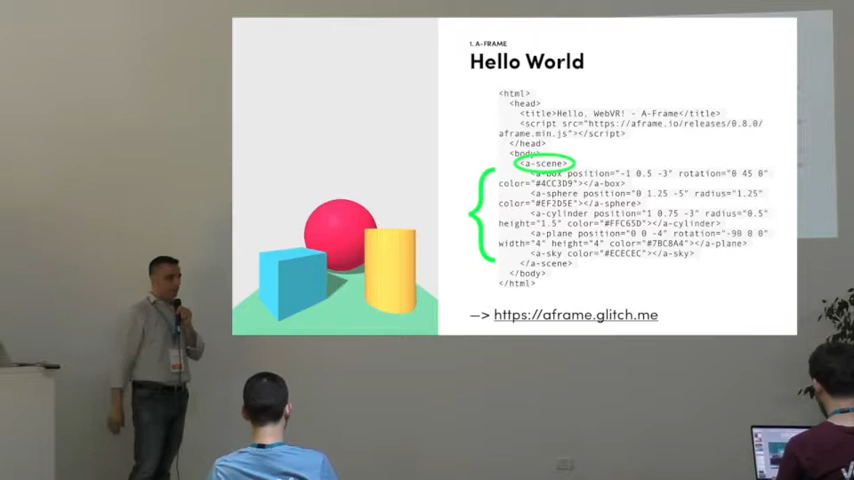 1. A-FRAME
Hello World
<html>
<head>
<title>Hello, WebVR! - A-Frame</title>
<script src="https://aframe.io/releases/0.8.0/
aframe.min.js"></script>
</head>
<body>
<a-scene>
<a-box position="-1 0.5 -3" rotation="0 45 0"
color="#4CC3D9"></a-box>
<a-sphere position="0 1.25 -5" radius="1.25"
color="#EF2D5E"></a-sphere>
<a-cylinder position="1 0.75 -3" radius="0.5"
height="1.5" color="#FFC65D"></a-cylinder>
<a-plane position="0 0 -4" rotation="-90 0 0"
width="4" height="4" color="#7BC8A4"></a-plane>
<a-sky color="#ECECEC"></a-sky>
</a-scene>
</body>
</html>
—> https://aframe.glitch.me